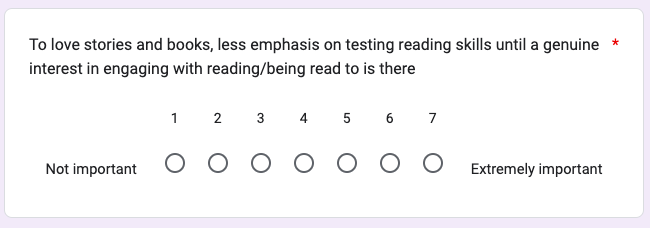 To love stories and books, less emphasis on testing reading skills until a genuine *
interest in engaging with reading/being read to is there
1 2 3 4 5 6 7
Not important Extremely important